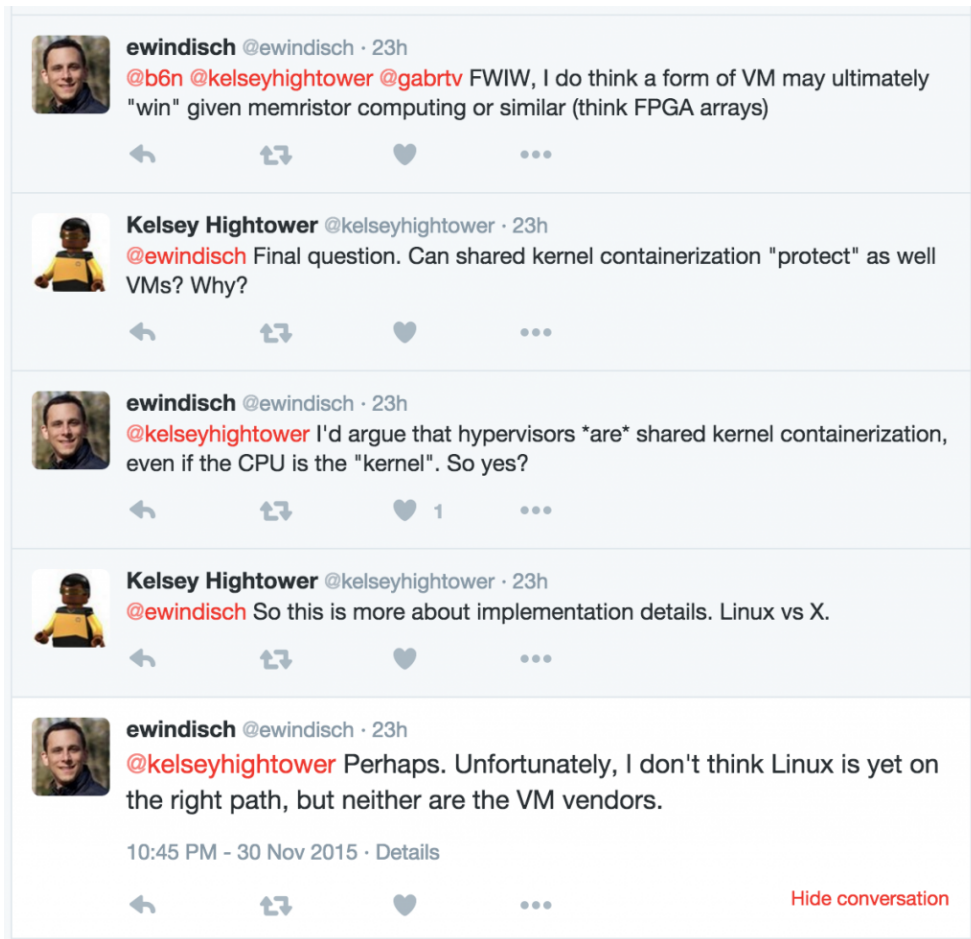 ewindisch @ewindisch · 23h
@b6n @kelseyhightower @gabrtv FWIW, I do think a form of VM may ultimately
"win" given memristor computing or similar (think FPGA arrays)
Kelsey Hightower @kelseyhightower · 23h
@ewindisch Final question. Can shared kernel containerization "protect" as well
VMs? Why?
ewindisch @ewindisch · 23h
@kelseyhightower I'd argue that hypervisors *are* shared kernel containerization,
even if the CPU is the "kernel". So yes?
1
Kelsey Hightower @kelseyhightower · 23h
@ewindisch So this is more about implementation details. Linux vs X.
ewindisch @ewindisch · 23h
@kelseyhightower Perhaps. Unfortunately, I don't think Linux is yet on
the right path, but neither are the VM vendors.
10:45 PM - 30 Nov 2015 · Details
Hide conversation